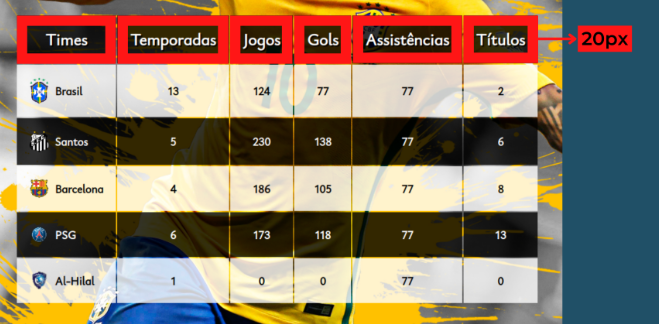 Times Temporadas Jogos Gols Assistências Títulos 20px
Brasil 13 124 77 77 2
Santos 5 230 138 77 6
Barcelona 4 186 105 77 8
PSG 6 173 118 77 13
Al-Hilal 1 0 0 77 0
10